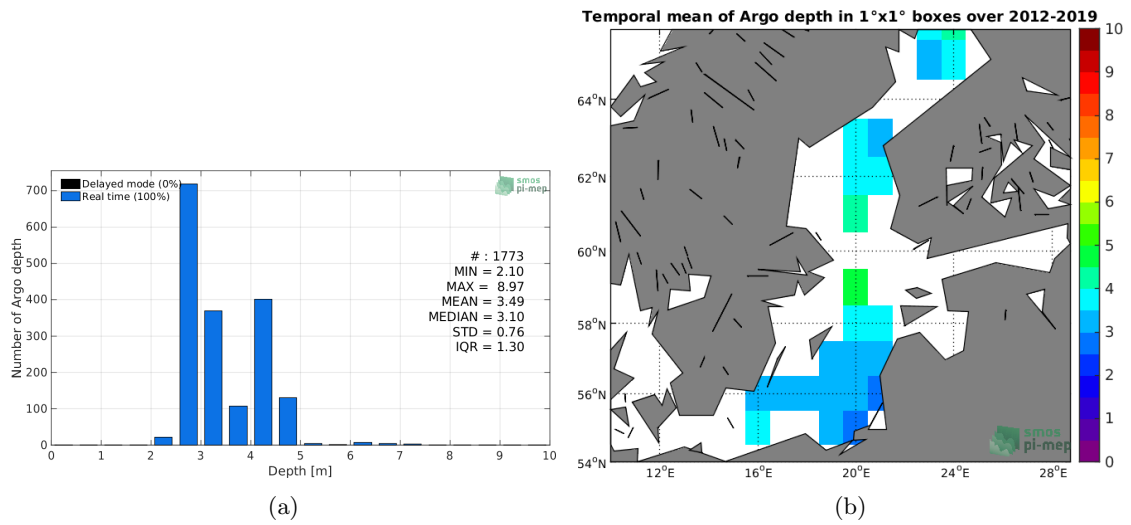 Temporal mean of Argo depth in 1°x1° boxes over 2012-2019
Number of Argo depth
700
600
500
400
300
200
100
0
Delayed mode (0%)
Real time (100%)
smos
pi-mep
# : 1773
MIN = 2.10
MAX = 8.97
MEAN = 3.49
MEDIAN = 3.10
STD = 0.76
IQR = 1.30
0 1 2 3 4 5 6 7 8 9 10
Depth [m]
(a)
64°N
62°N
60°N
58°N
56°N
54°N
12°E 16°E 20°E 24°E 28°E
smos
pi-mep
10
9
8
7
6
5
4
3
2
1
0
(b)